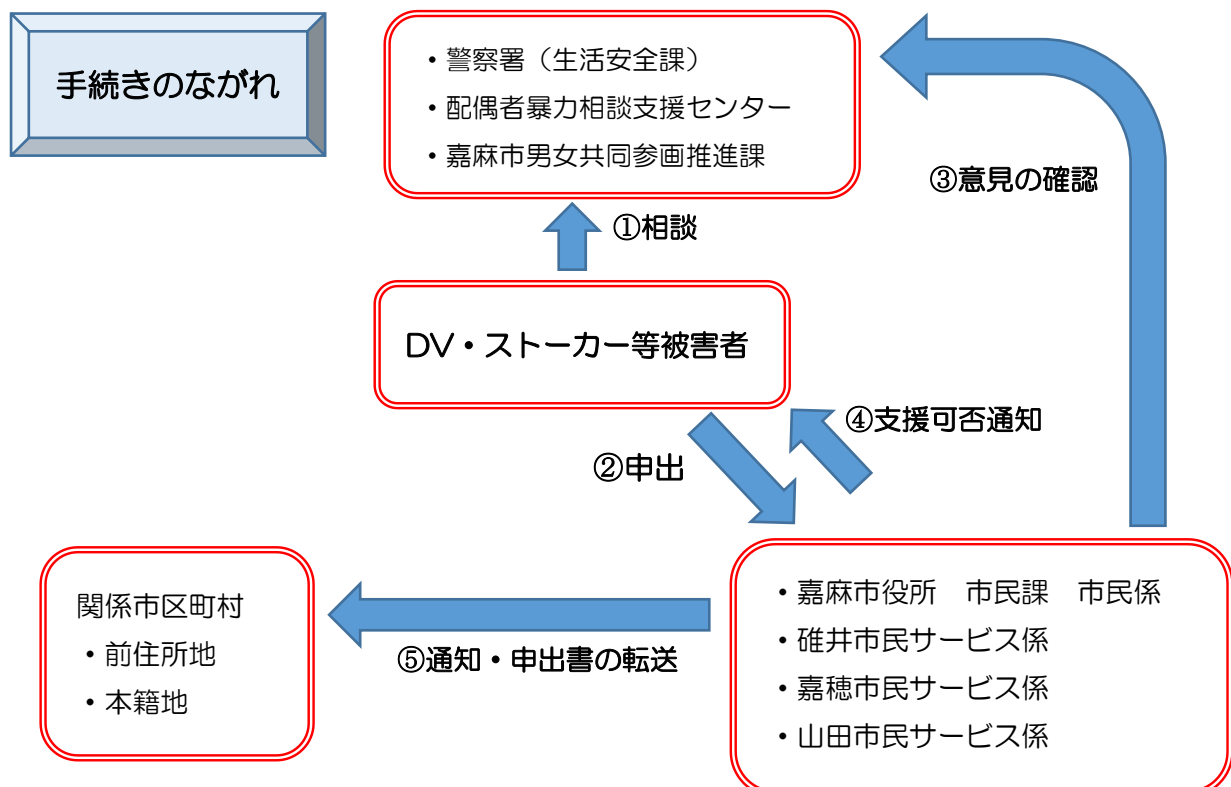 手続きのながれ
・警察署（生活安全課）
・配偶者暴力相談支援センター
・嘉麻市男女共同参画推進課
③意見の確認
①相談
DV・ストーカー等被害者
④支援可否通知
②申出
・嘉麻市役所　市民課　市民係
・碓井市民サービス係
・嘉穂市民サービス係
・山田市民サービス係
関係市区町村
・前住所地
・本籍地
⑤通知・申出書の転送